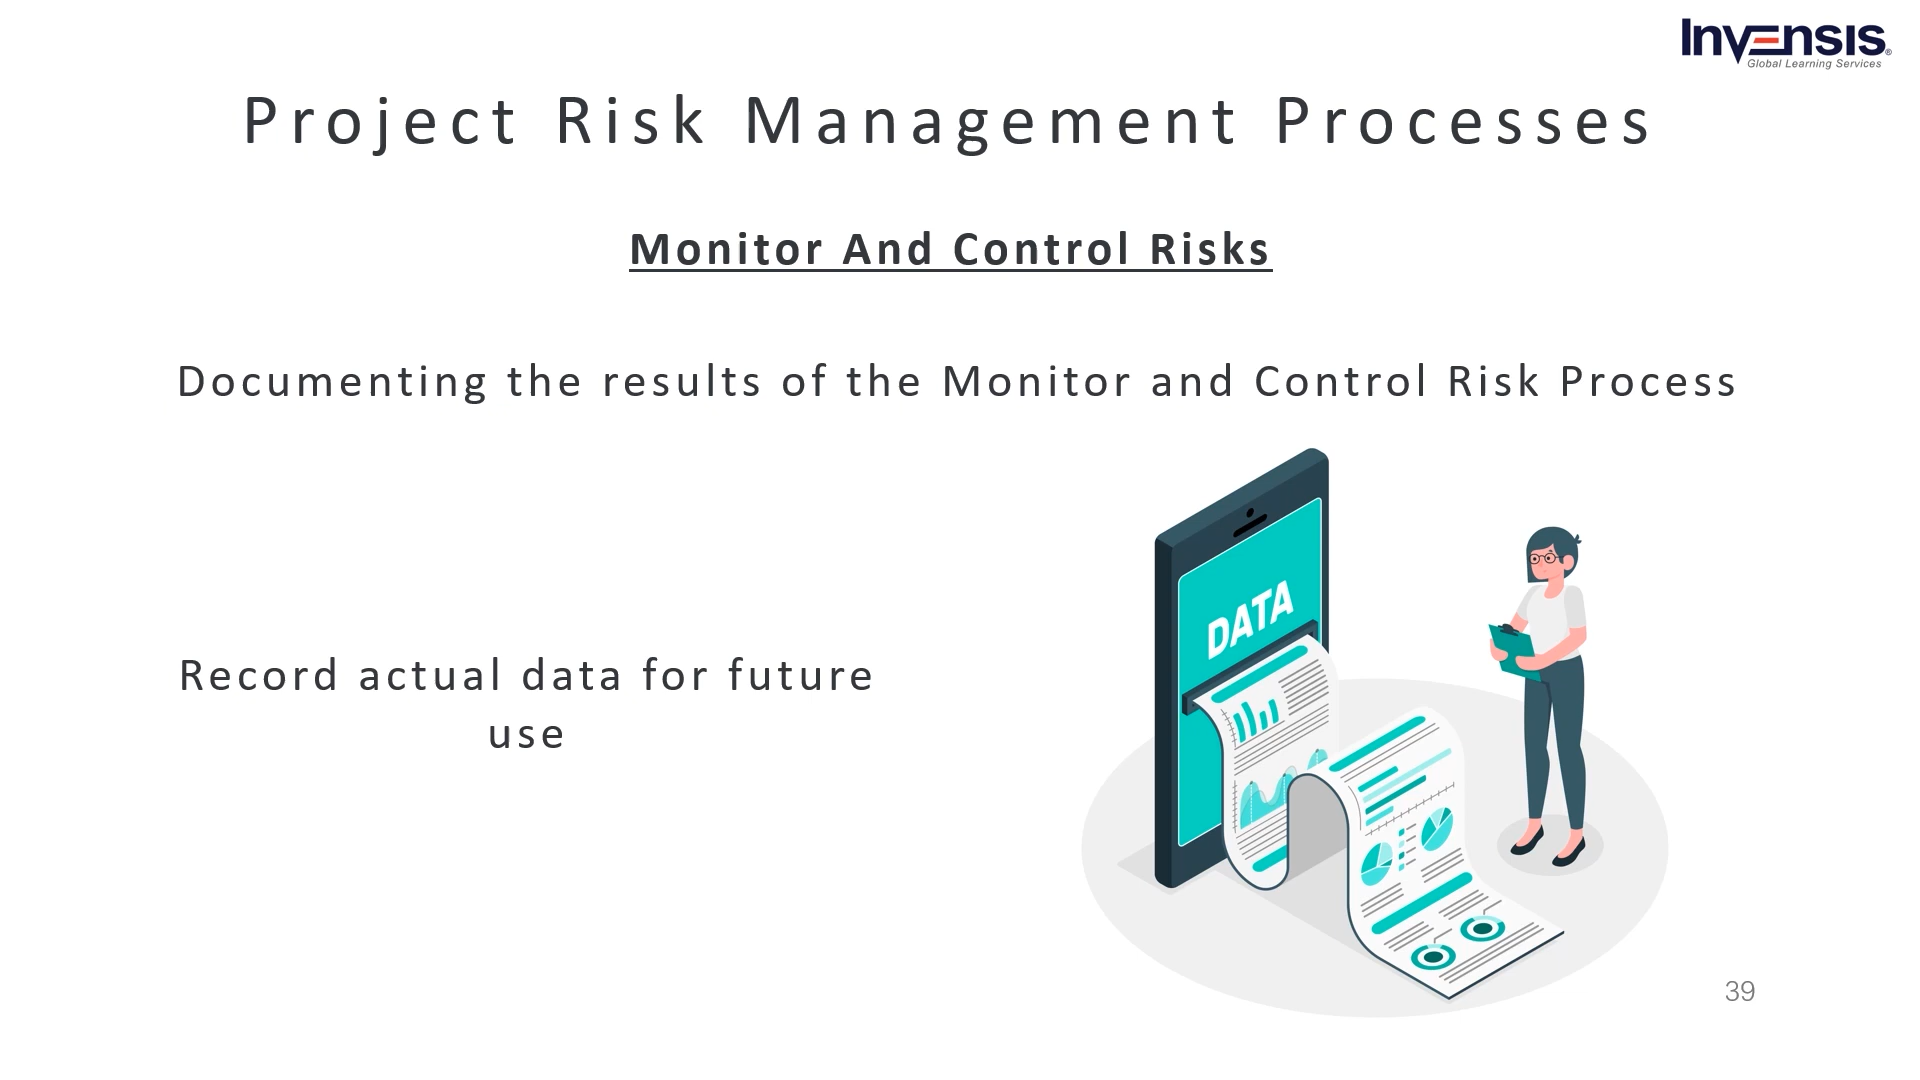 Invensis®
Global Learning Services
Project Risk Management Processes
Monitor And Control Risks
Documenting the results of the Monitor and Control Risk Process
DATA
Record actual data for future
use
39